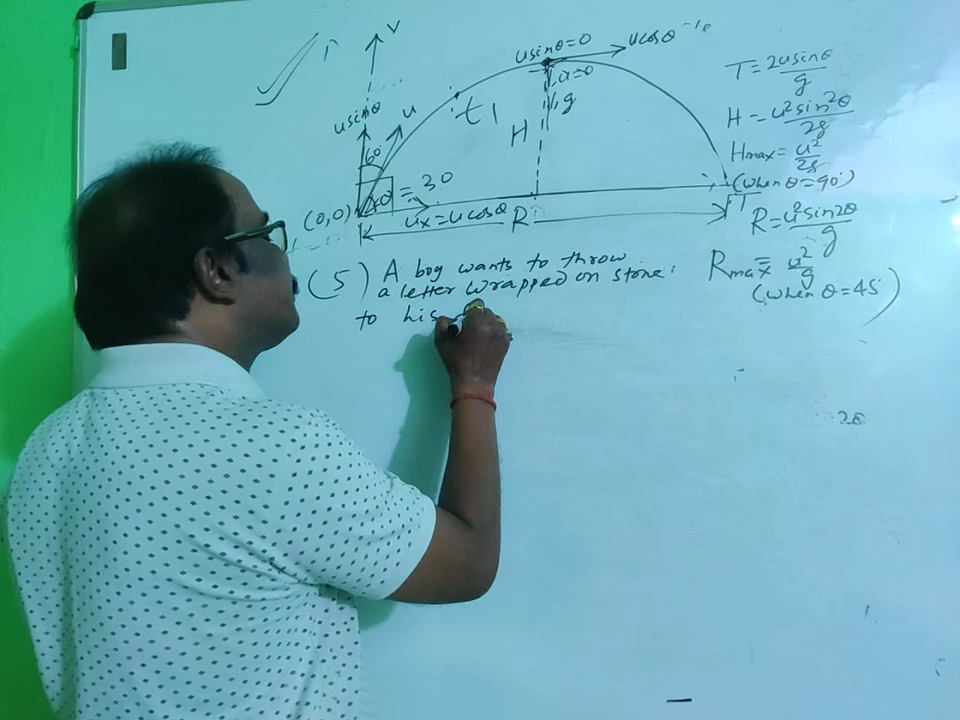 V
usinθ=0
ucosθ
usinθ
u
t1
H
g
60
θ = 30
(0,0)
ux=ucosθ
R
T
T=2usinθ/g
H=u²sin²θ/2g
Hmax=u²/2g
(when θ=90°)
R=u²sin2θ/g
Rmax=u²/g
(when θ=45°)
(5) A boy wants to throw
a letter wrapped on stone
to his
2θ